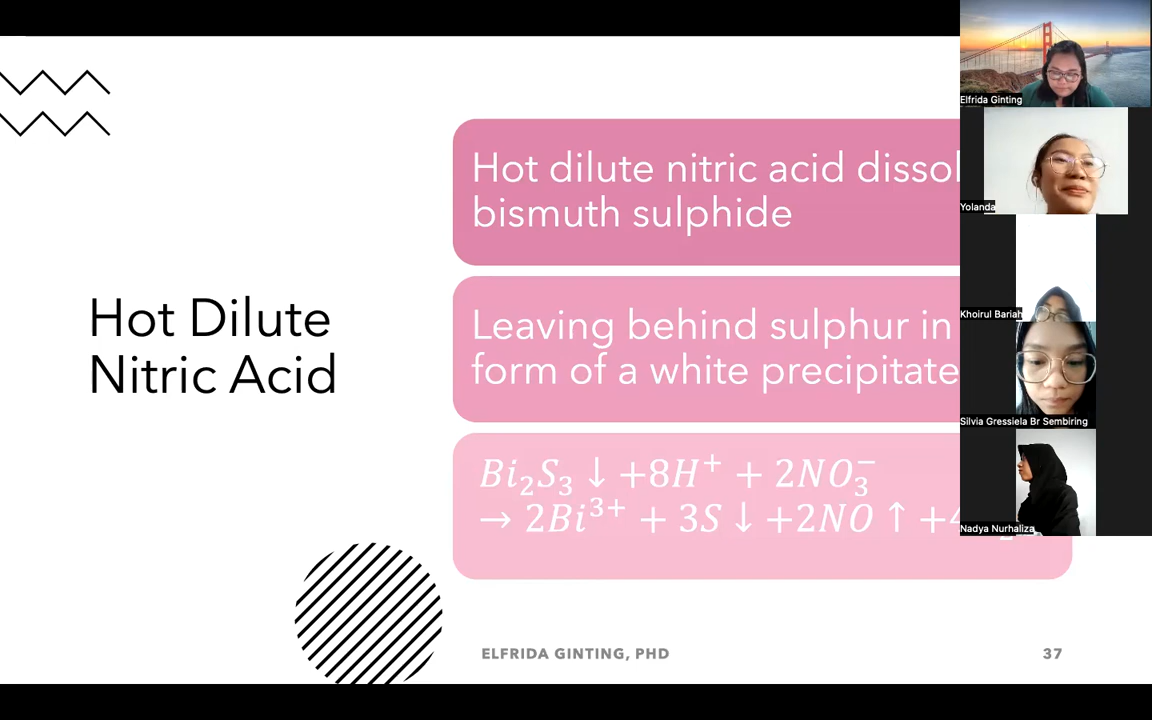 Hot Dilute
Nitric Acid
Hot dilute nitric acid dissol
bismuth sulphide
Leaving behind sulphur in
form of a white precipitate
Bi₂S₃ ↓ +8H⁺ + 2NO₃⁻
→ 2Bi³⁺ + 3S ↓ +2NO ↑ +4
ELFRIDA GINTING, PHD
37
Elfrida Ginting
Yolanda
Khoirul Bariah
Silvia Gressiela Br Sembiring
Nadya Nurhaliza